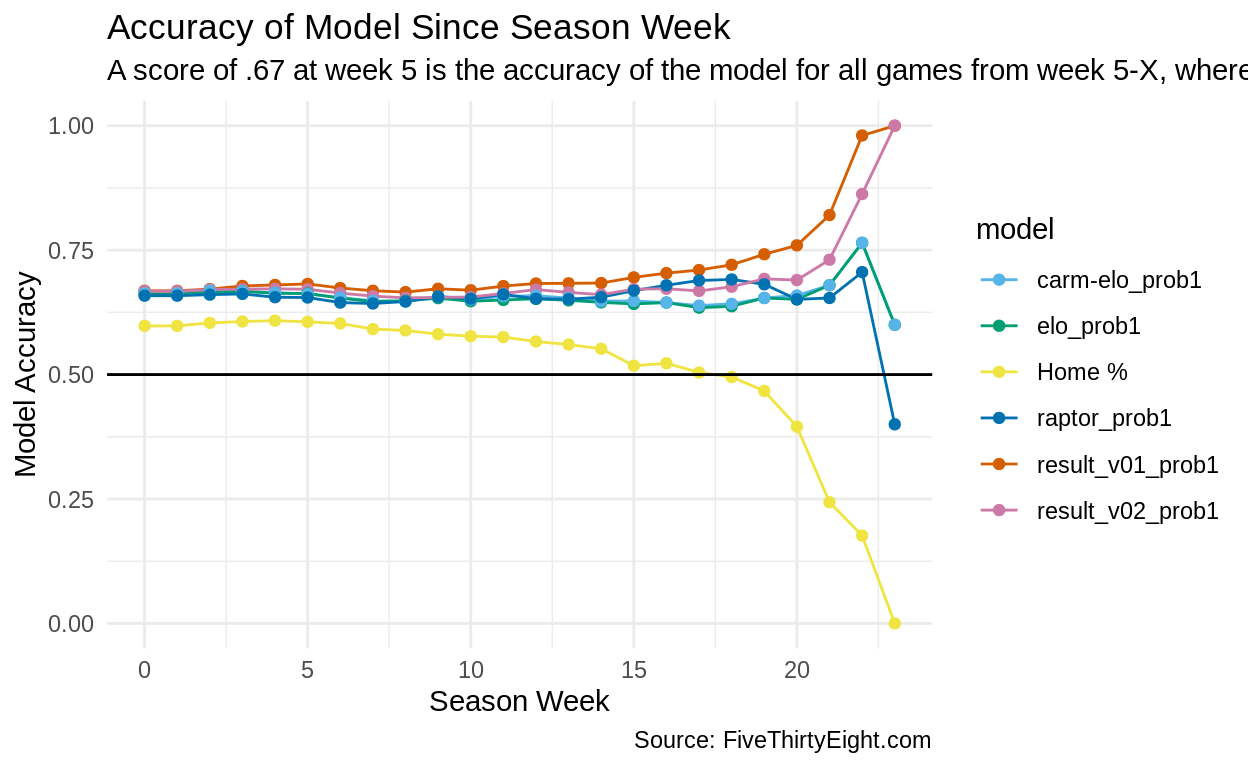 Accuracy of Model Since Season Week
A score of .67 at week 5 is the accuracy of the model for all games from week 5-X, where
1.00
0.75
0.50
0.25
0.00
Model Accuracy
0 5 10 15 20
Season Week
model
carm-elo_prob1
elo_prob1
Home %
raptor_prob1
result_v01_prob1
result_v02_prob1
Source: FiveThirtyEight.com